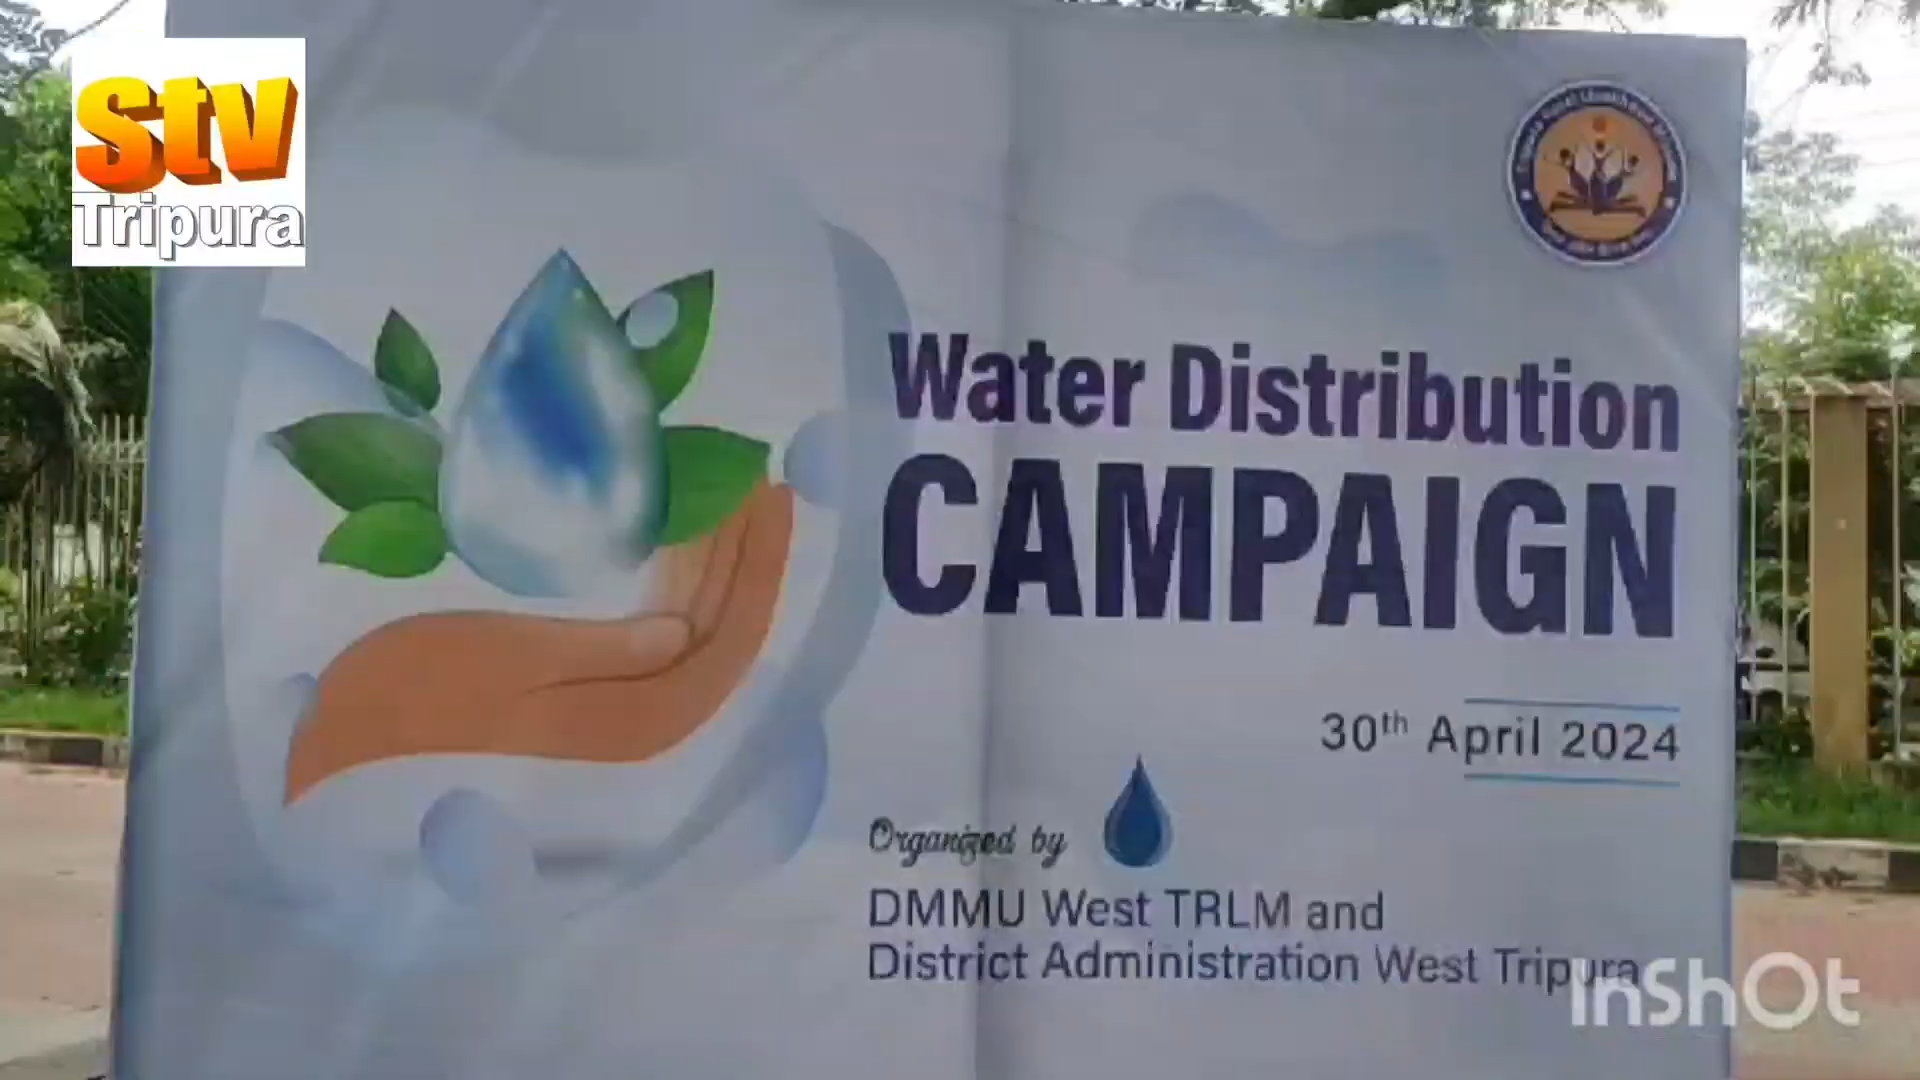 Stv
Tripura
Water Distribution
CAMPAIGN
30th April 2024
Organized by
DMMU West TRLM and
District Administration West Tripura
InShOt